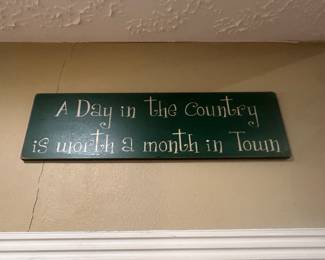 A Day in the Country
is worth a month in Town